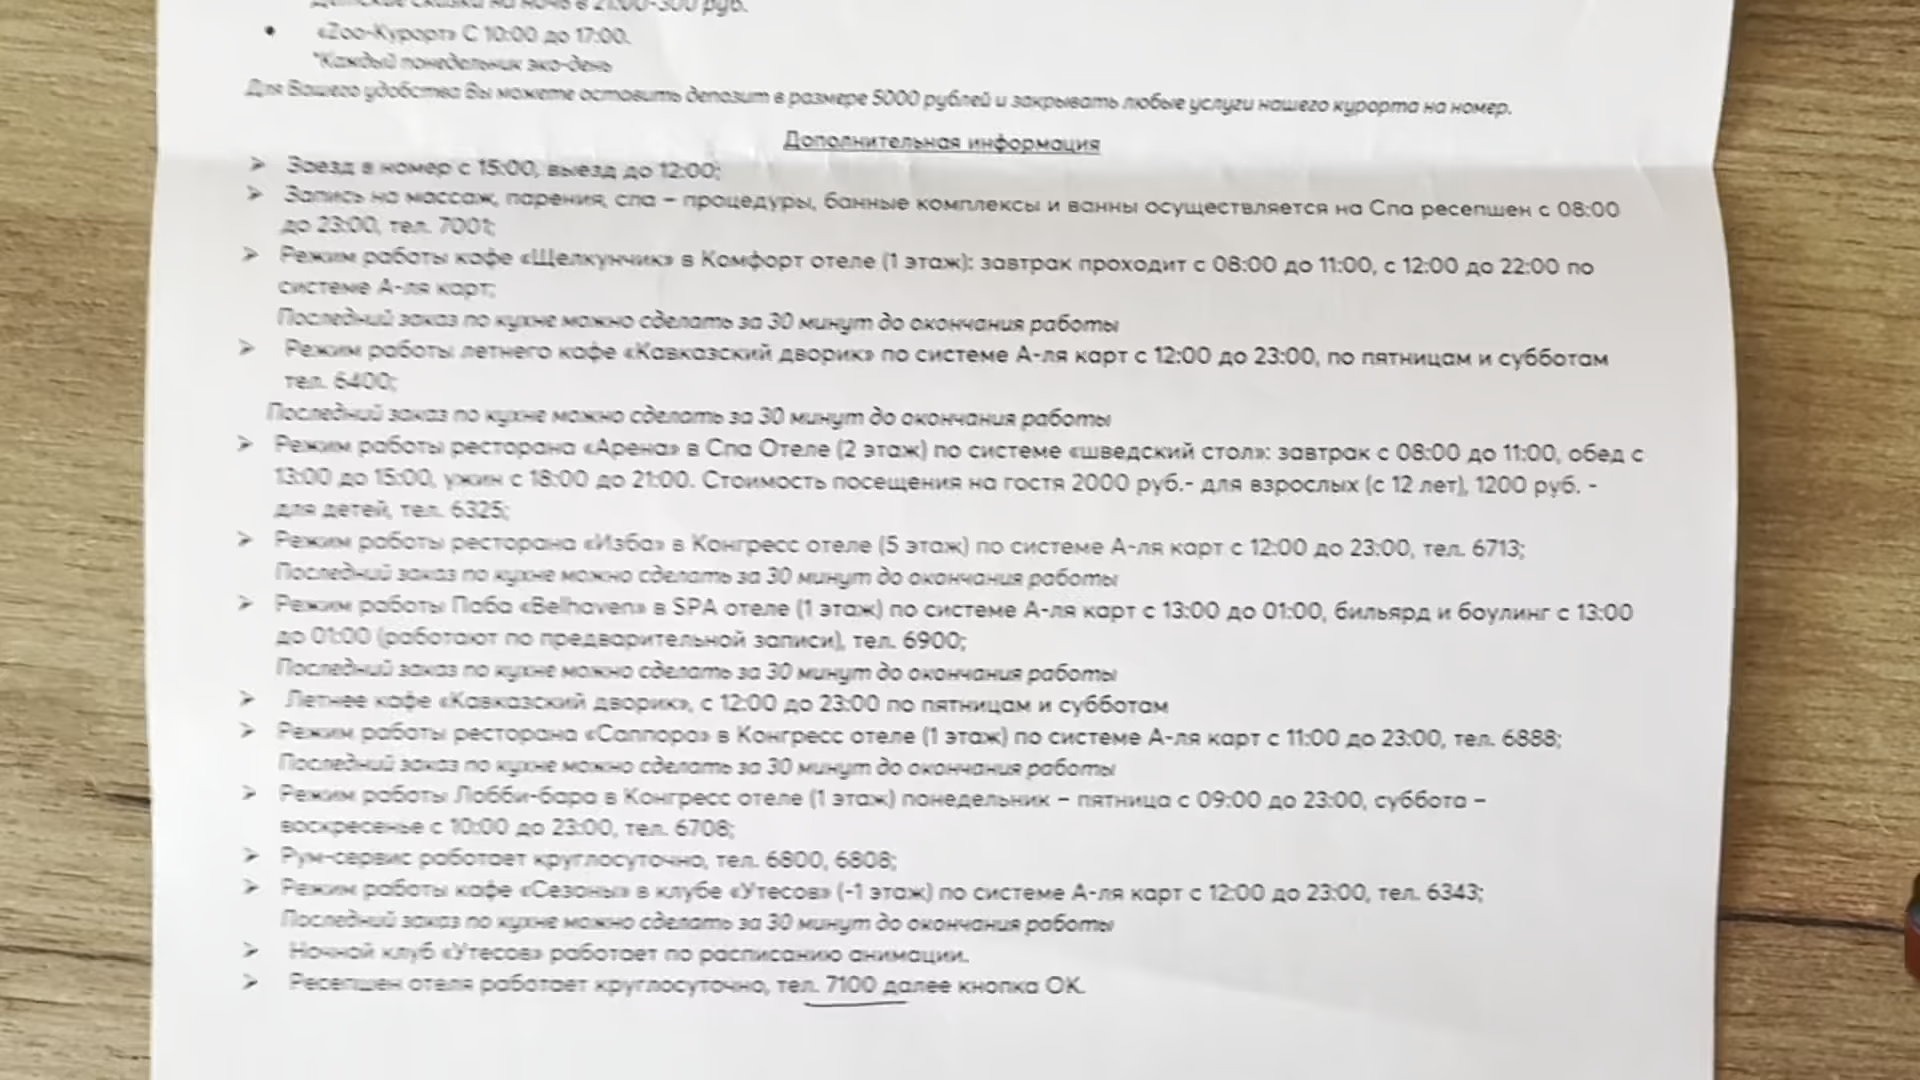 Детские сказки на ночь в 21:00-300 руб.
• «Zoo-Курорт» С 10:00 до 17:00.
*Каждый понедельник эко-день
Для Вашего удобства Вы можете оставить депозит в размере 5000 рублей и закрывать любые услуги нашего курорта на номер.
Дополнительная информация
➢ Заезд в номер с 15:00, выезд до 12:00;
➢ Запись на массаж, парения, спа – процедуры, банные комплексы и ванны осуществляется на Спа ресепшен с 08:00
до 23:00, тел. 7001;
➢ Режим работы кафе «Щелкунчик» в Комфорт отеле (1 этаж): завтрак проходит с 08:00 до 11:00, с 12:00 до 22:00 по
системе А-ля карт;
Последний заказ по кухне можно сделать за 30 минут до окончания работы
➢ Режим работы летнего кафе «Кавказский дворик» по системе А-ля карт с 12:00 до 23:00, по пятницам и субботам
тел. 6400;
Последний заказ по кухне можно сделать за 30 минут до окончания работы
➢ Режим работы ресторана «Арена» в Спа Отеле (2 этаж) по системе «шведский стол»: завтрак с 08:00 до 11:00, обед с
13:00 до 15:00, ужин с 18:00 до 21:00. Стоимость посещения на гостя 2000 руб.- для взрослых (с 12 лет), 1200 руб. -
для детей, тел. 6325;
➢ Режим работы ресторана «Изба» в Конгресс отеле (5 этаж) по системе А-ля карт с 12:00 до 23:00, тел. 6713;
Последний заказ по кухне можно сделать за 30 минут до окончания работы
➢ Режим работы Паба «Belhaven» в SPA отеле (1 этаж) по системе А-ля карт с 13:00 до 01:00, бильярд и боулинг с 13:00
до 01:00 (работают по предварительной записи), тел. 6900;
Последний заказ по кухне можно сделать за 30 минут до окончания работы
➢ Летнее кафе «Кавказский дворик», с 12:00 до 23:00 по пятницам и субботам
➢ Режим работы ресторана «Саппоро» в Конгресс отеле (1 этаж) по системе А-ля карт с 11:00 до 23:00, тел. 6888;
Последний заказ по кухне можно сделать за 30 минут до окончания работы
➢ Режим работы Лобби-бара в Конгресс отеле (1 этаж) понедельник – пятница с 09:00 до 23:00, суббота –
воскресенье с 10:00 до 23:00, тел. 6708;
➢ Рум-сервис работает круглосуточно, тел. 6800, 6808;
➢ Режим работы кафе «Сезоны» в клубе «Утесов» (-1 этаж) по системе А-ля карт с 12:00 до 23:00, тел. 6343;
Последний заказ по кухне можно сделать за 30 минут до окончания работы
➢ Ночной клуб «Утесов» работает по расписанию анимации.
➢ Ресепшен отеля работает круглосуточно, тел. 7100 далее кнопка ОК.